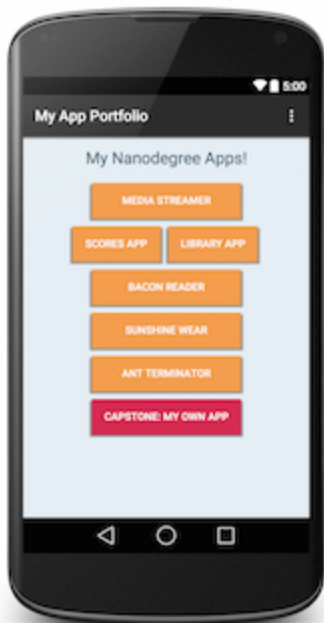 5:00
My App Portfolio
My Nanodegree Apps!
MEDIA STREAMER
SCORES APP LIBRARY APP
BACON READER
SUNSHINE WEAR
ANT TERMINATOR
CAPSTONE: MY OWN APP